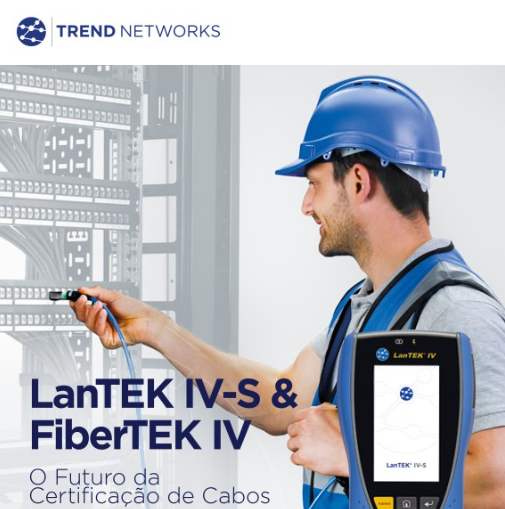 TREND NETWORKS
LanTEK IV
LanTEK IV-S &
FiberTEK IV
LanTEK® IV-S
O Futuro da
Certificação de Cabos